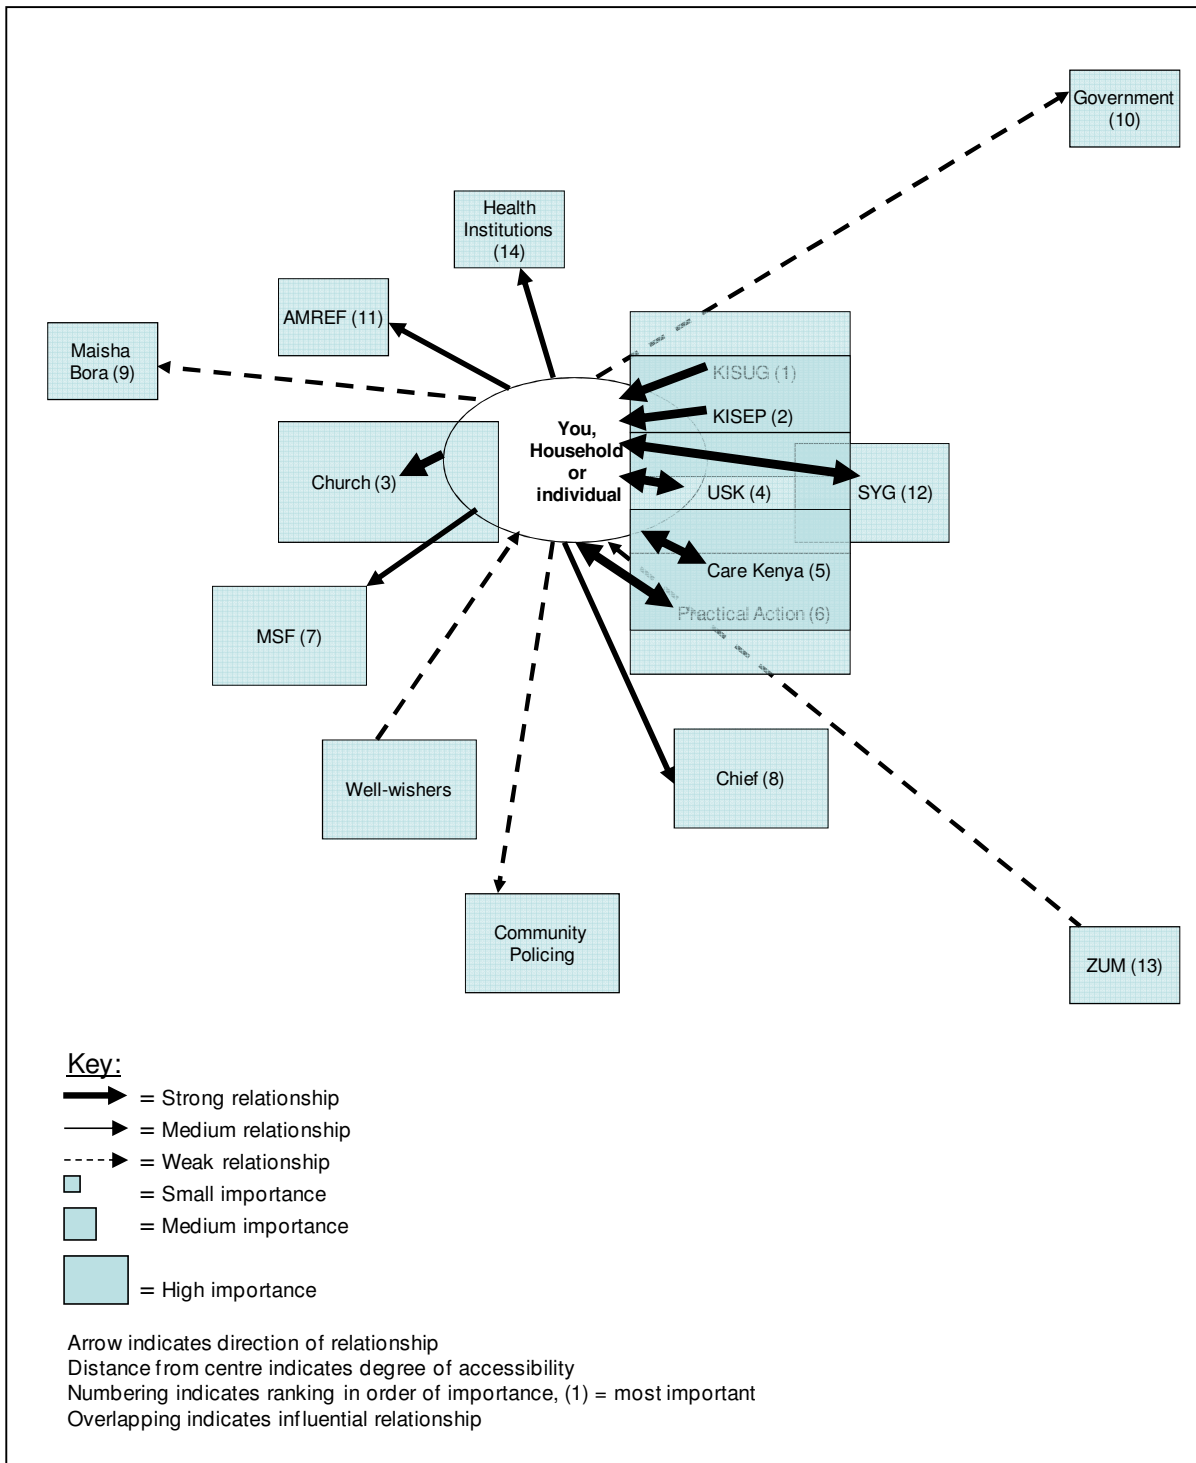 Government
(10)
Health
Institutions
(14)
AMREF (11)
Maisha
Bora (9)
KISUG (1)
KISEP (2)
You,
Household
or
individual
Church (3)
USK (4)
SYG (12)
Care Kenya (5)
Practical Action (6)
MSF (7)
Well-wishers
Chief (8)
Community
Policing
ZUM (13)
Key:
= Strong relationship
= Medium relationship
= Weak relationship
= Small importance
= Medium importance
= High importance
Arrow indicates direction of relationship
Distance from centre indicates degree of accessibility
Numbering indicates ranking in order of importance, (1) = most important
Overlapping indicates influential relationship